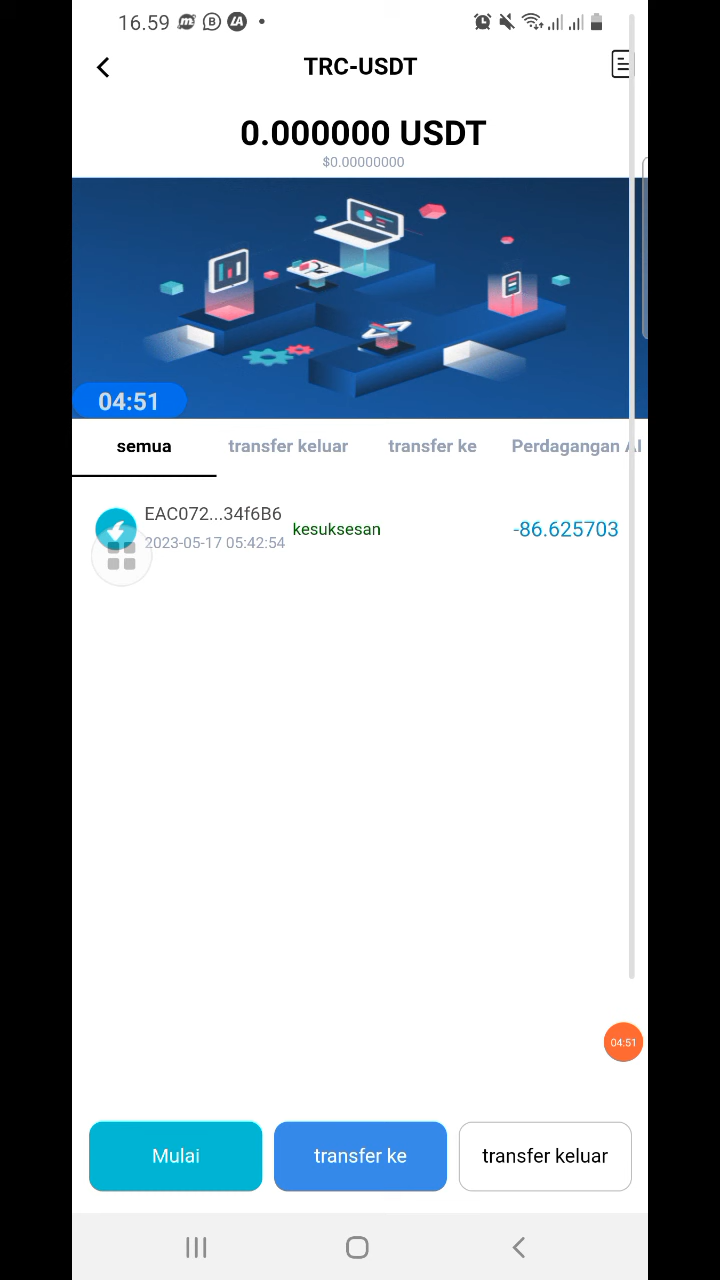 16.59
TRC-USDT
0.000000 USDT
$0.00000000
04:51
semua transfer keluar transfer ke Perdagangan AI
EAC072...34f6B6
kesuksesan -86.625703
2023-05-17 05:42:54
04:51
Mulai transfer ke transfer keluar